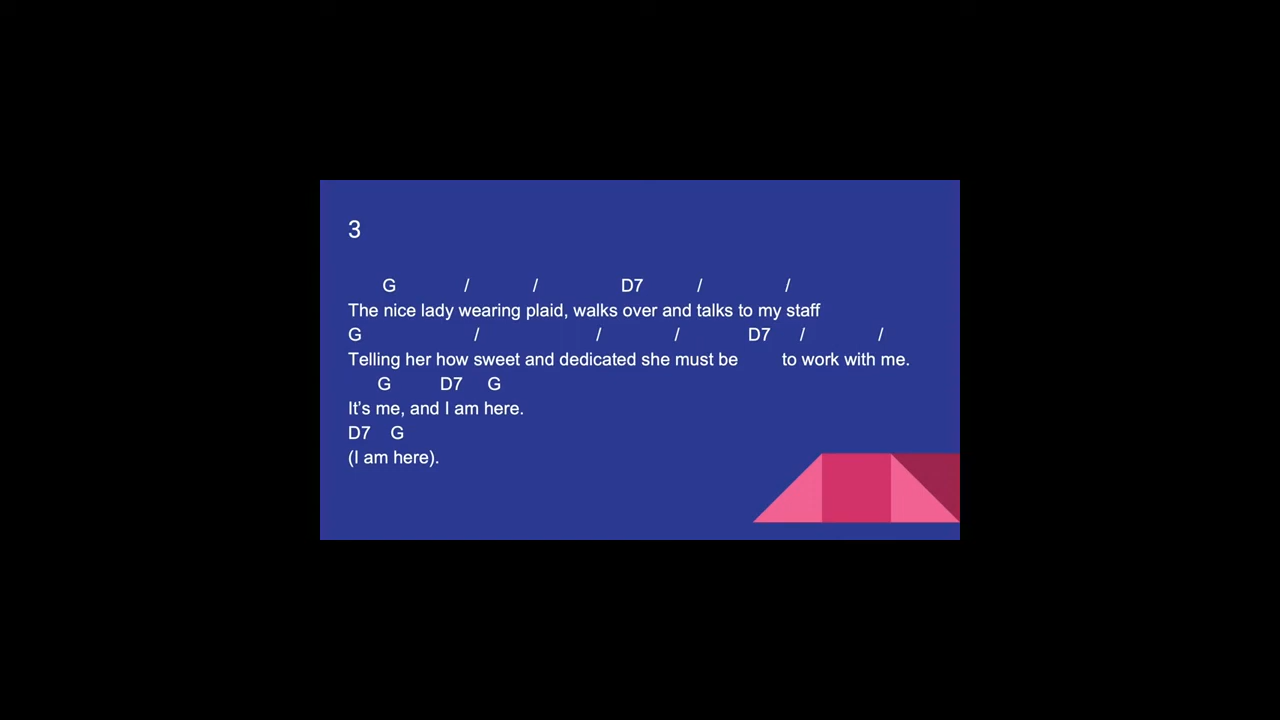 3
G / / D7 / /
The nice lady wearing plaid, walks over and talks to my staff
G / / / D7 / /
Telling her how sweet and dedicated she must be to work with me.
G D7 G
It's me, and I am here.
D7 G
(I am here).